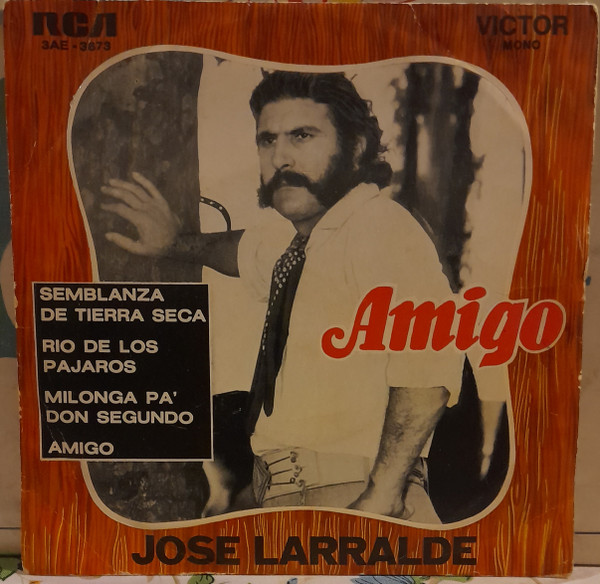 RCA
3AE - 3673
VICTOR
MONO
SEMBLANZA
DE TIERRA SECA
RIO DE LOS
PAJAROS
MILONGA PA'
DON SEGUNDO
AMIGO
Amigo
JOSE LARRALDE